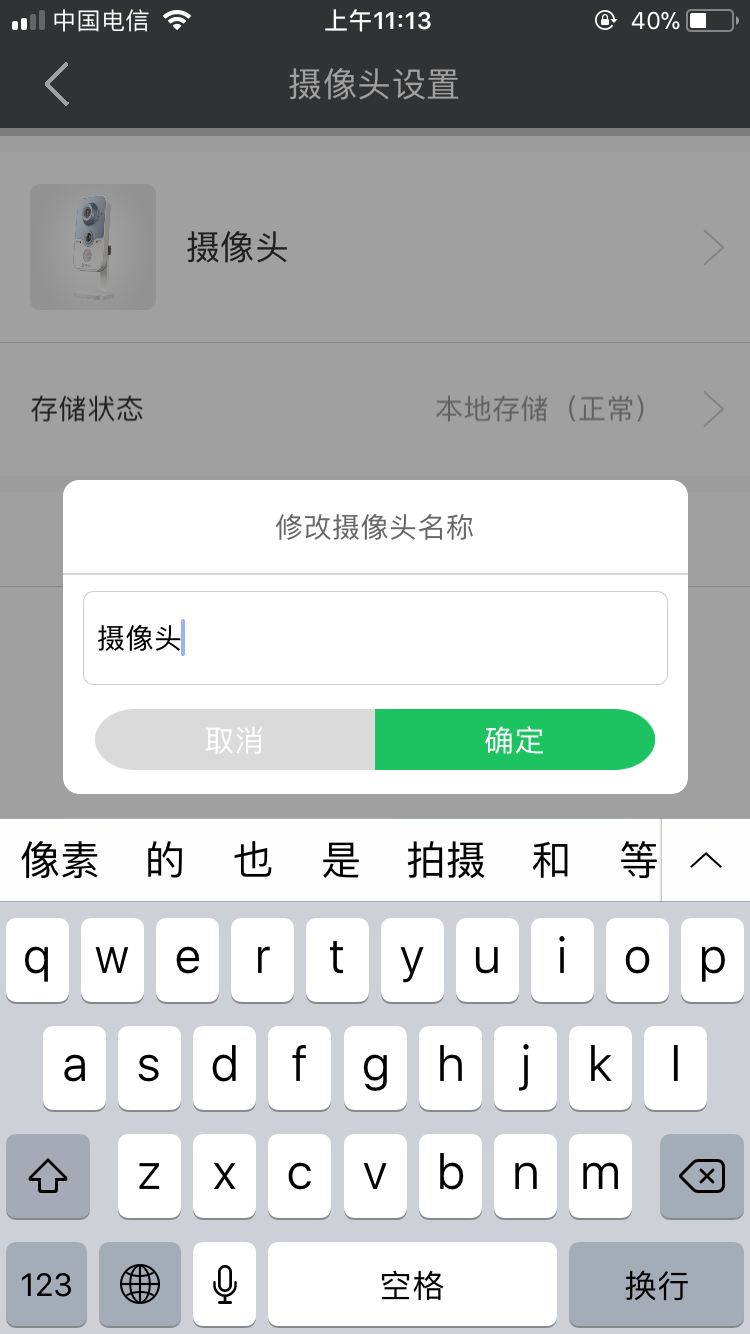 中国电信 上午11:13 40%
摄像头设置
摄像头
存储状态 本地存储（正常）
修改摄像头名称
摄像头
取消 确定
像素 的 也 是 拍摄 和 等
q w e r t y u i o p
a s d f g h j k l
z x c v b n m
123 空格 换行